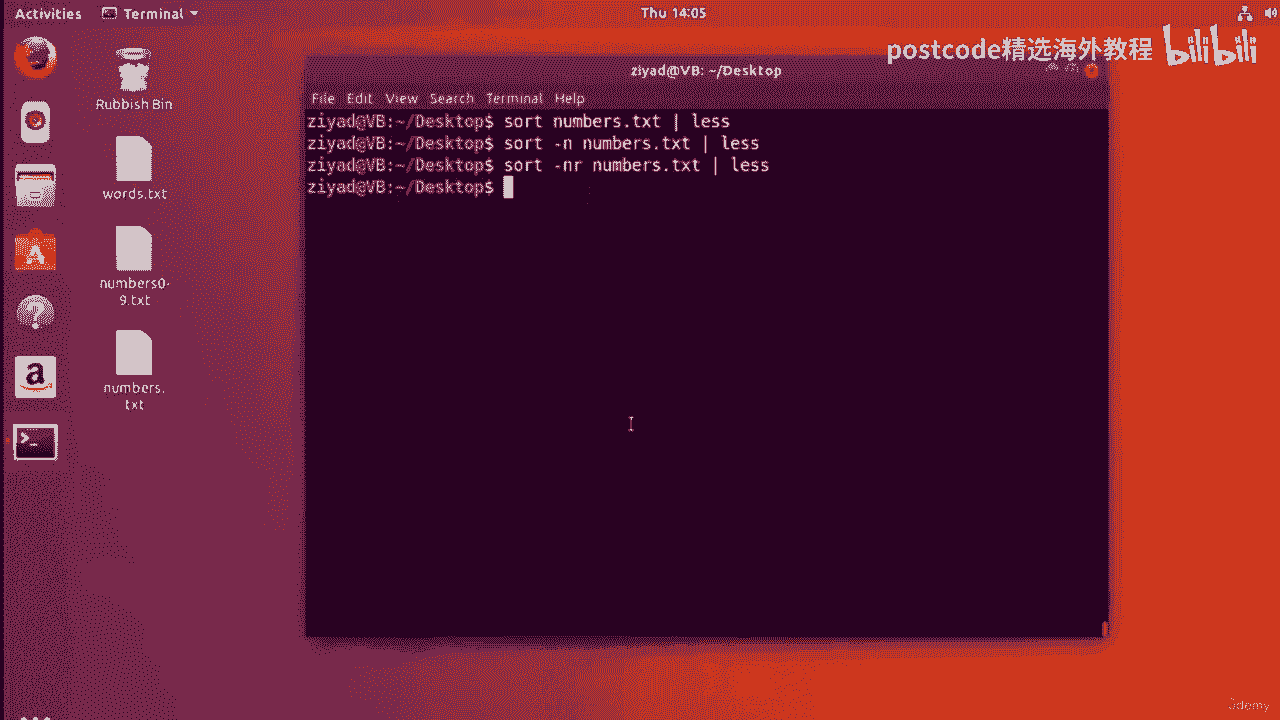 Activities
Terminal
Thu 14:05
postcode精选海外教程 bilibili
Rubbish Bin
words.txt
numbers0-
9.txt
numbers.
txt
ziyad@VB: ~/Desktop
File Edit View Search Terminal Help
ziyad@VB:~/Desktop$ sort numbers.txt | less
ziyad@VB:~/Desktop$ sort -n numbers.txt | less
ziyad@VB:~/Desktop$ sort -nr numbers.txt | less
ziyad@VB:~/Desktop$
Udemy